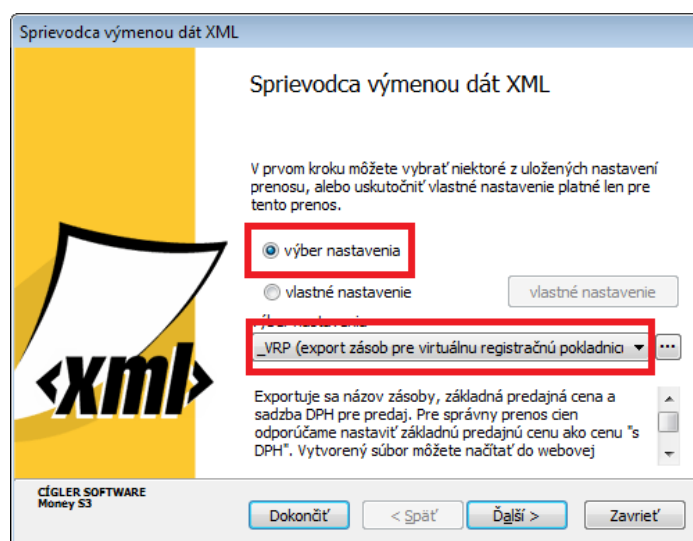 Sprievodca výmenou dát XML
Sprievodca výmenou dát XML
V prvom kroku môžete vybrať niektoré z uložených nastavení
prenosu, alebo uskutočniť vlastné nastavenie platné len pre
tento prenos.
výber nastavenia
vlastné nastavenie
vlastné nastavenie
výber nastavenia
_VRP (export zásob pre virtuálnu registračnú pokladnic
...
Exportuje sa názov zásoby, základná predajná cena a
sadzba DPH pre predaj. Pre správny prenos cien
odporúčame nastaviť základnú predajnú cenu ako cenu "s
DPH". Vytvorený súbor môžete načítať do webovej
<xml>
CÍGLER SOFTWARE
Money S3
Dokončiť
< Späť
Ďalší >
Zavrieť